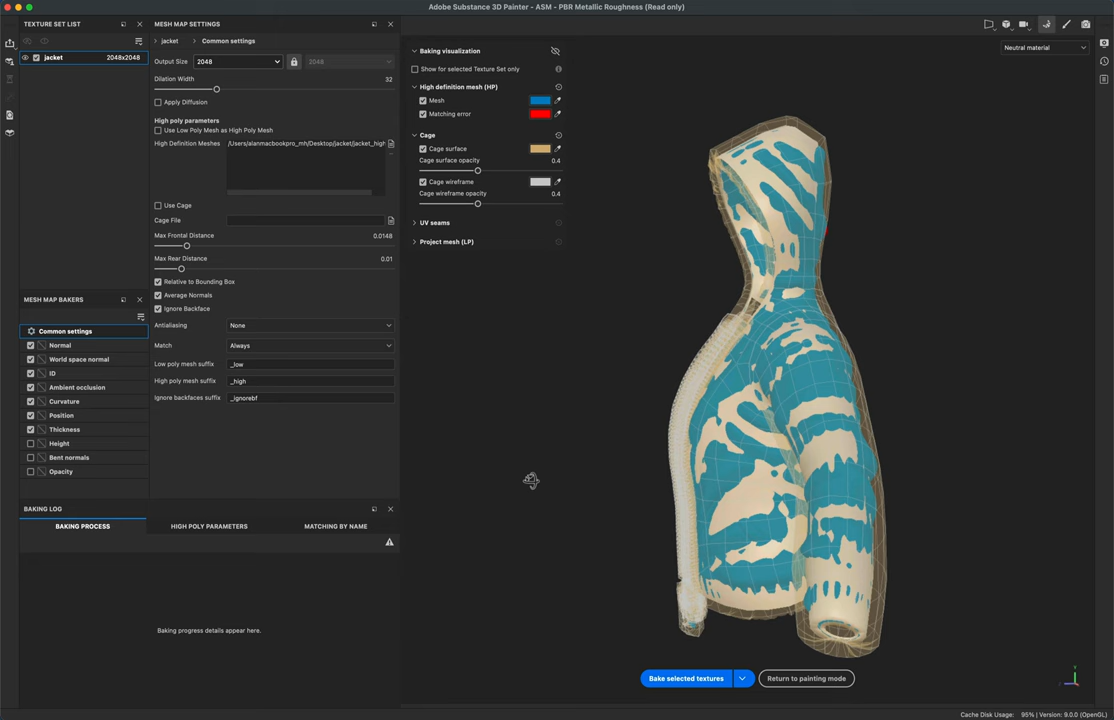 Adobe Substance 3D Painter - ASM - PBR Metallic Roughness (Read only)
TEXTURE SET LIST
jacket 2048x2048
MESH MAP SETTINGS
jacket > Common settings
Output Size 2048 2048
Dilation Width 32
Apply Diffusion
High poly parameters
Use Low Poly Mesh as High Poly Mesh
High Definition Meshes /Users/alanmacbookpro_mh/Desktop/jacket/jacket_high
Use Cage
Cage File
Max Frontal Distance 0.0148
Max Rear Distance 0.01
Relative to Bounding Box
Average Normals
Ignore Backface
Antialiasing None
Match Always
Low poly mesh suffix _low
High poly mesh suffix _high
Ignore backfaces suffix _ignorebf
MESH MAP BAKERS
Common settings
Normal
World space normal
ID
Ambient occlusion
Curvature
Position
Thickness
Height
Bent normals
Opacity
BAKING LOG
BAKING PROCESS HIGH POLY PARAMETERS MATCHING BY NAME
Baking progress details appear here.
Baking visualization
Show for selected Texture Set only
High definition mesh (HP)
Mesh
Matching error
Cage
Cage surface
Cage surface opacity 0.4
Cage wireframe
Cage wireframe opacity 0.4
UV seams
Project mesh (LP)
Neutral material
Bake selected textures
Return to painting mode
Cache Disk Usage: 95% | Version: 9.0.0 (OpenGL)